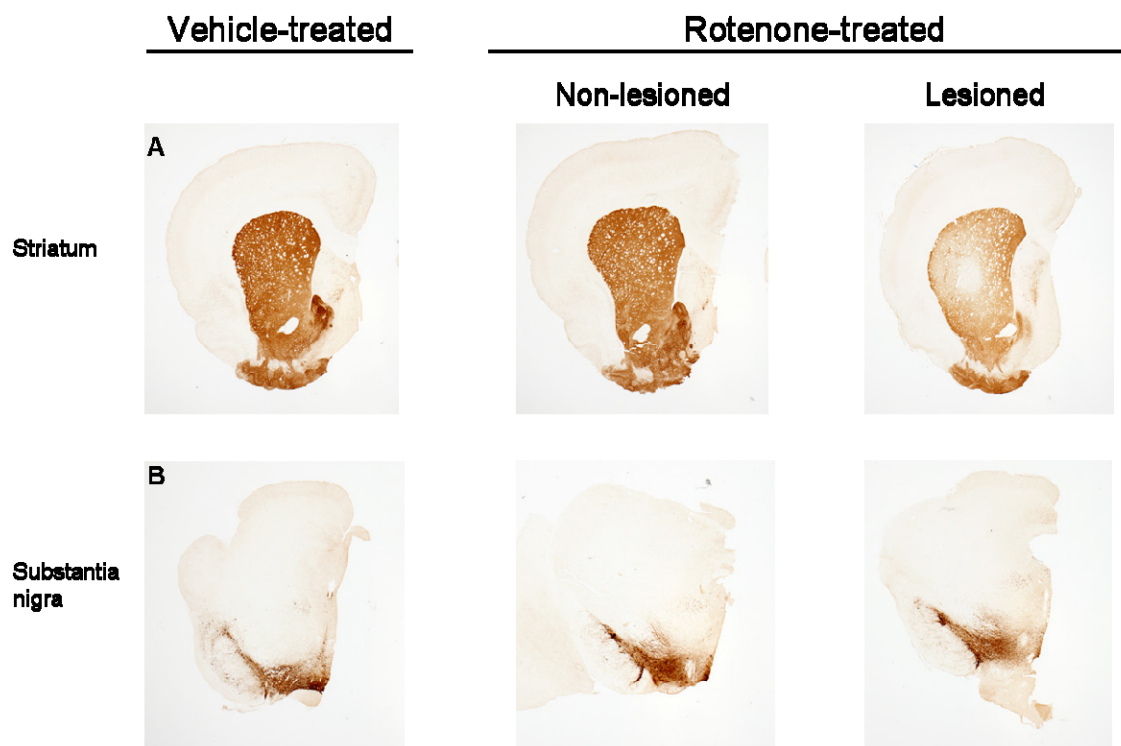 Vehicle-treated
Rotenone-treated
Non-lesioned
Lesioned
A
Striatum
B
Substantia
nigra